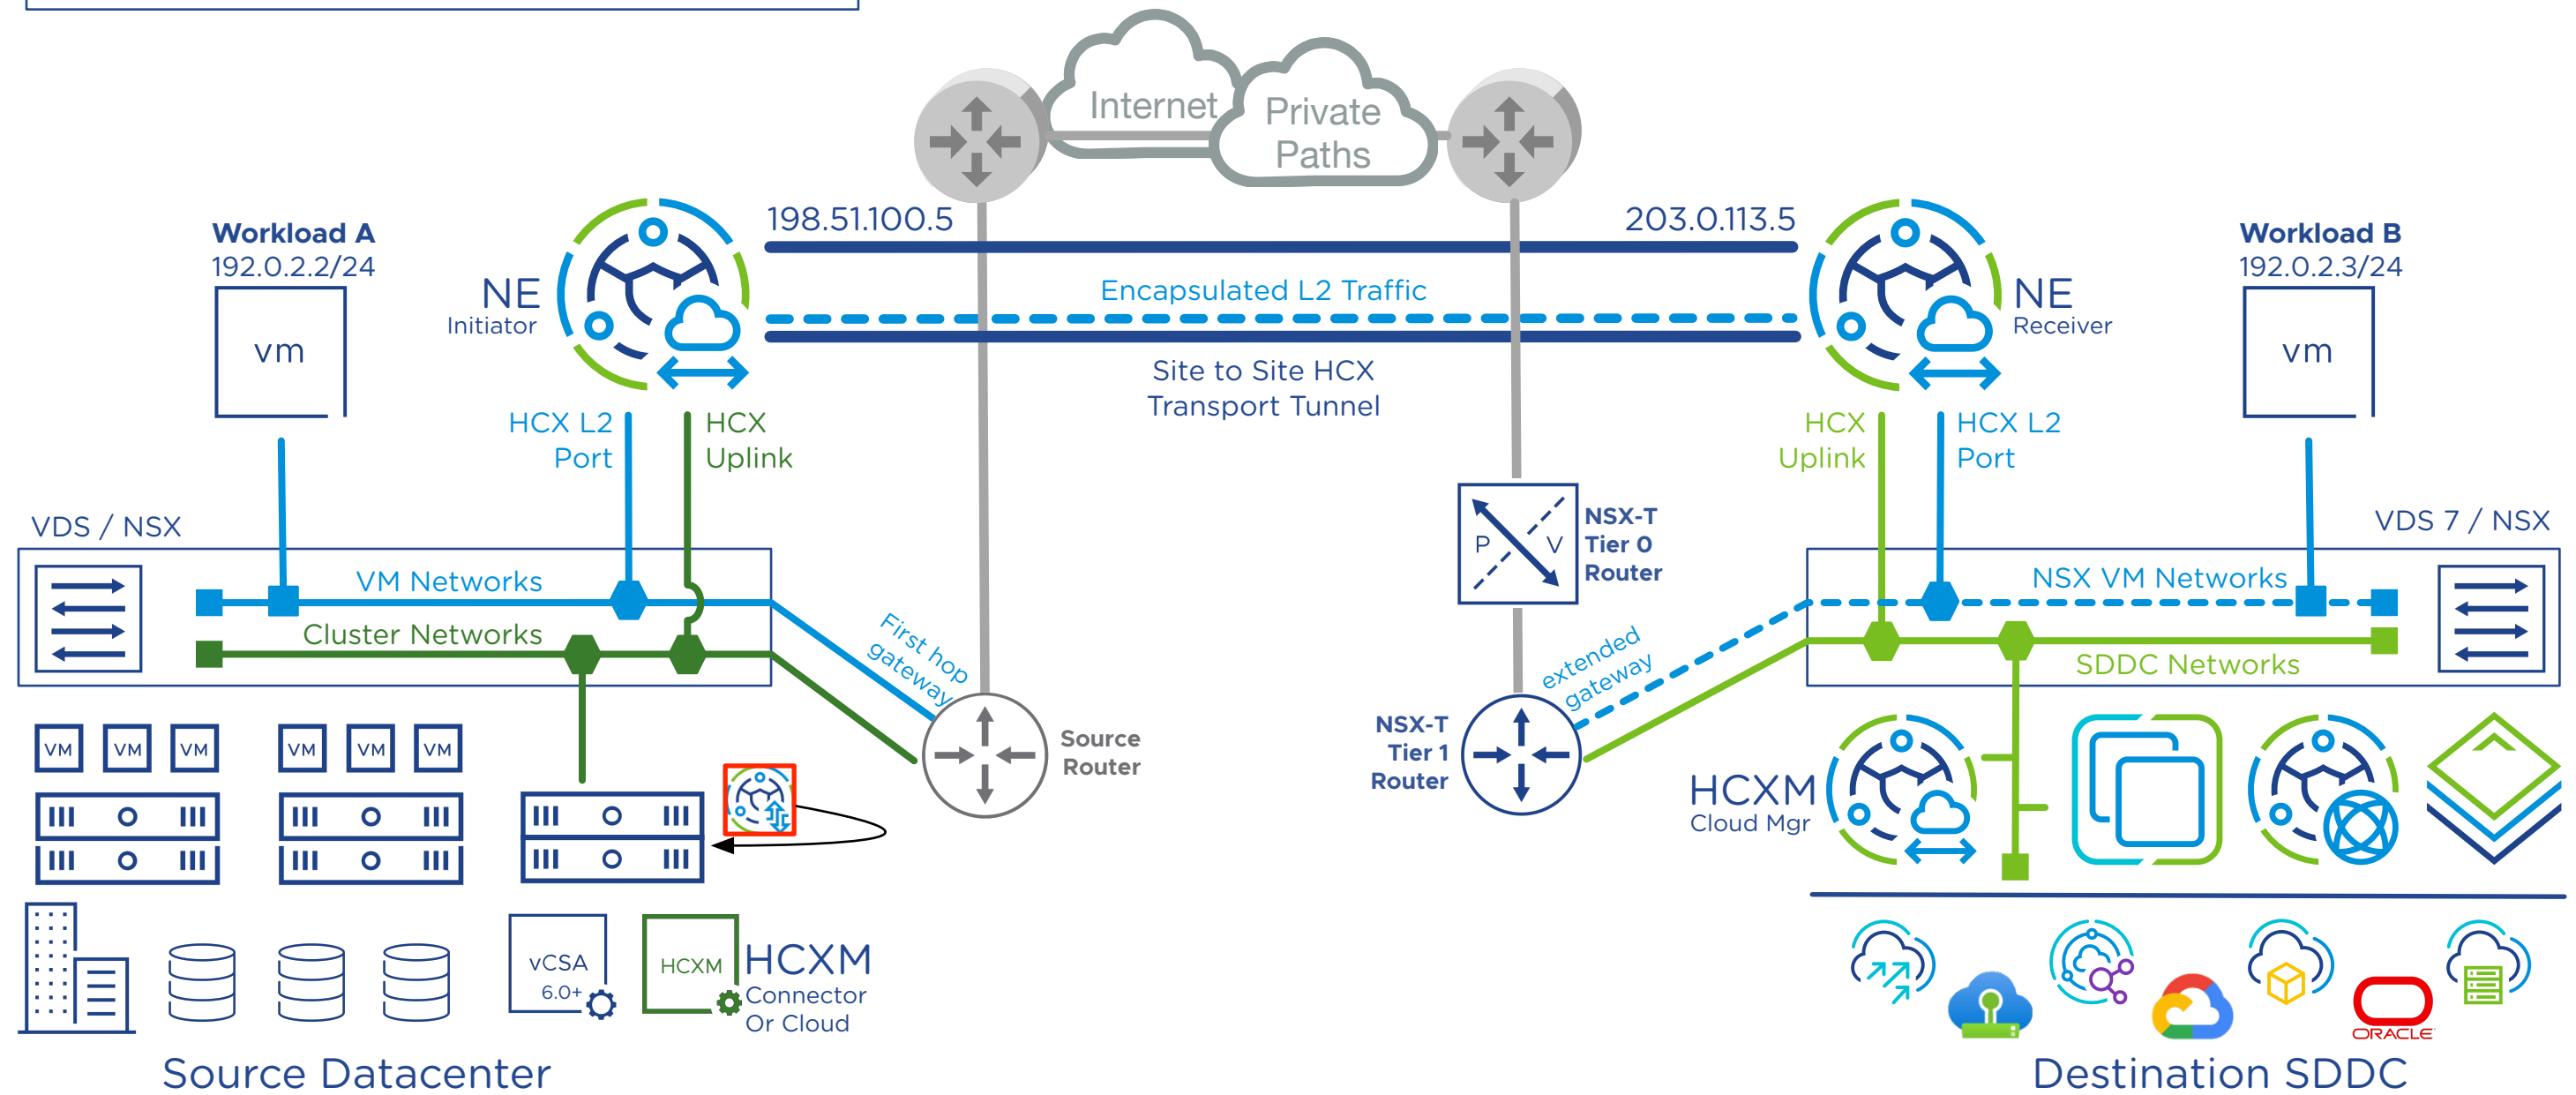 Internet
Private
Paths
198.51.100.5
203.0.113.5
Workload A
192.0.2.2/24
vm
NE
Initiator
Encapsulated L2 Traffic
Site to Site HCX
Transport Tunnel
NE
Receiver
Workload B
192.0.2.3/24
vm
HCX L2
Port
HCX
Uplink
HCX
Uplink
HCX L2
Port
VDS / NSX
VM Networks
Cluster Networks
First hop
gateway
Source
Router
P
V
NSX-T
Tier 0
Router
extended
gateway
NSX-T
Tier 1
Router
VDS 7 / NSX
NSX VM Networks
SDDC Networks
VM
VM
VM
VM
VM
VM
HCXM
Cloud Mgr
vCSA
6.0+
HCXM
HCXM
Connector
Or Cloud
ORACLE
Source Datacenter
Destination SDDC